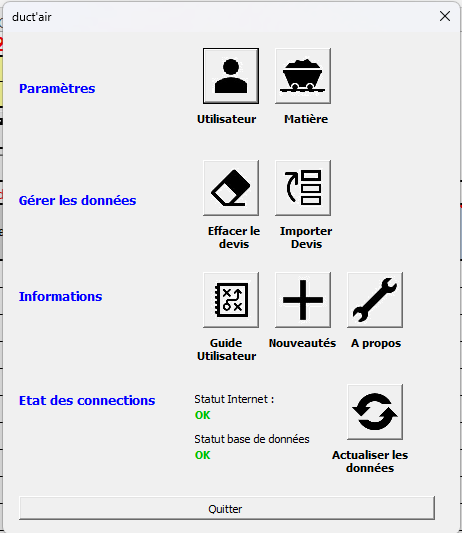 duct'air
Paramètres
Utilisateur
Matière
Gérer les données
Effacer le
devis
Importer
Devis
Informations
Guide
Utilisateur
Nouveautés
A propos
Etat des connections
Statut Internet :
OK
Statut base de données
OK
Actualiser les
données
Quitter